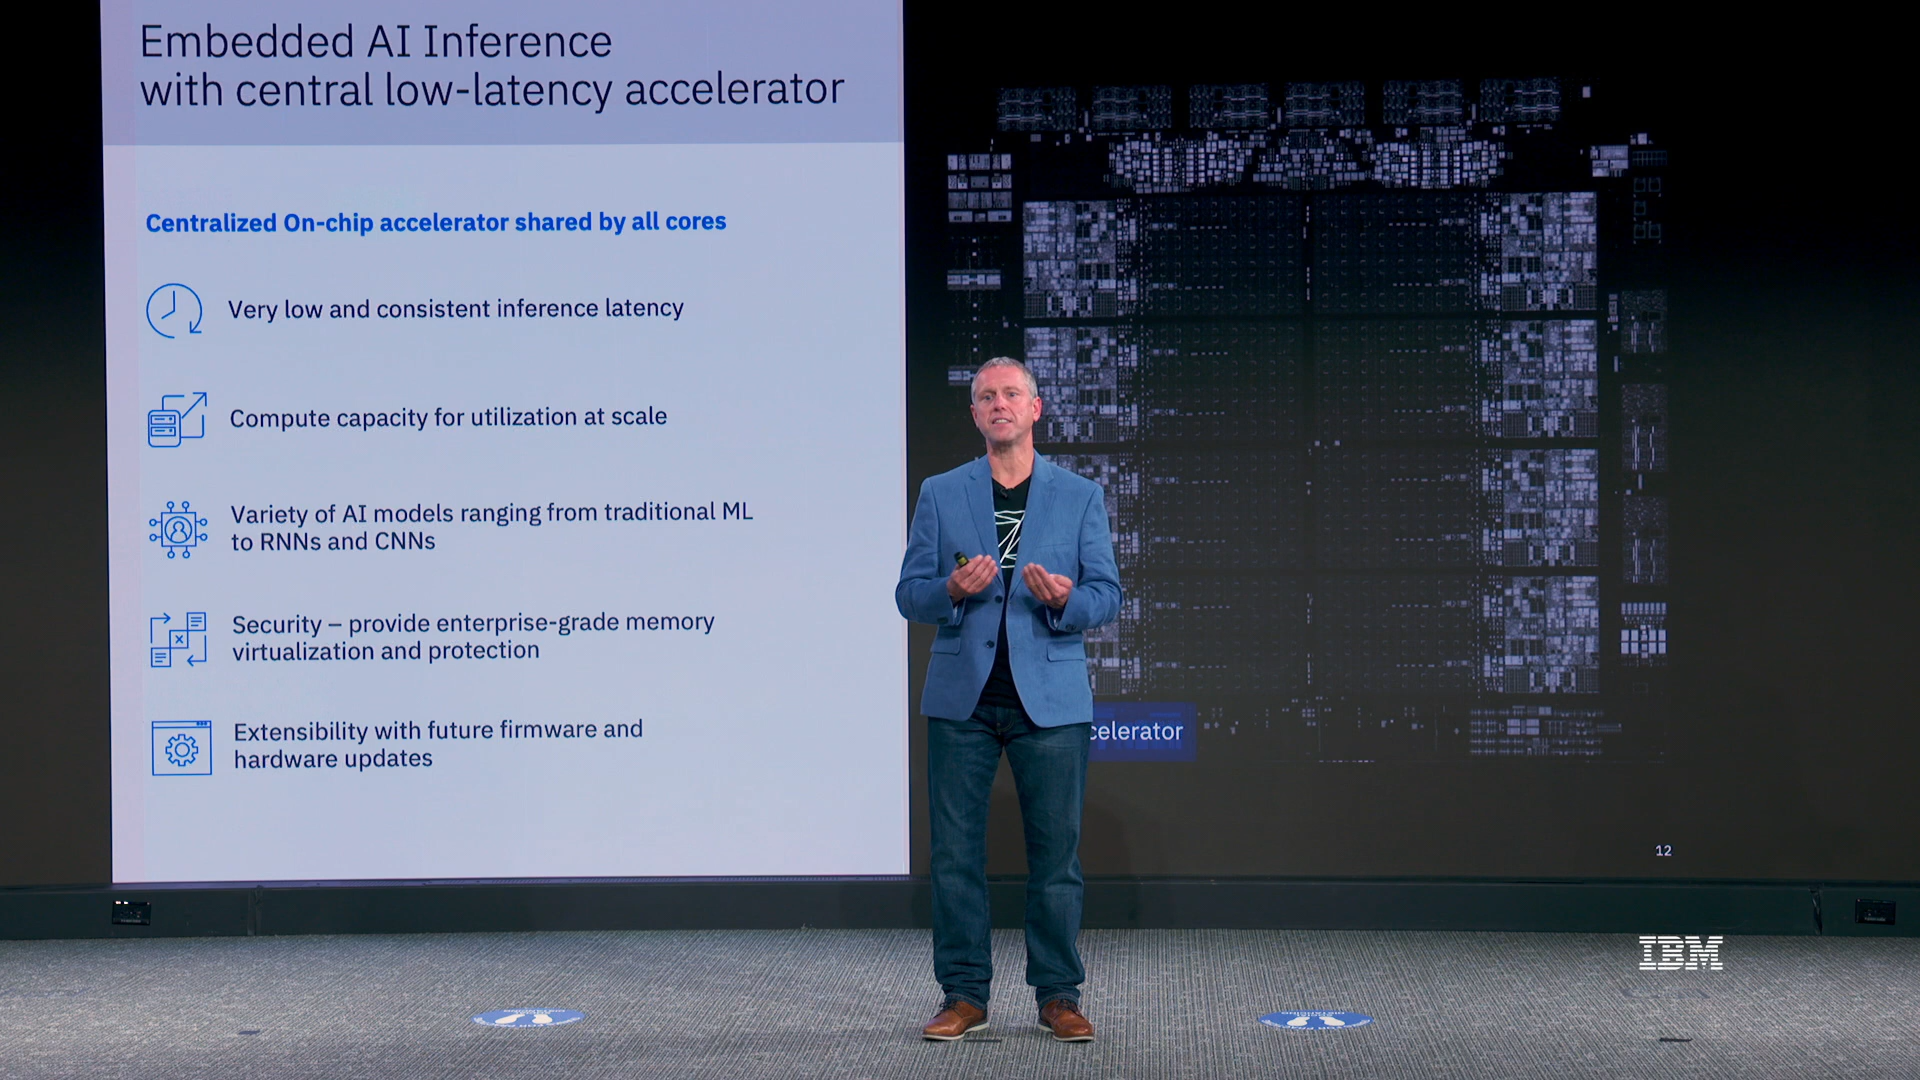 Embedded AI Inference
with central low-latency accelerator
Centralized On-chip accelerator shared by all cores
Very low and consistent inference latency
Compute capacity for utilization at scale
Variety of AI models ranging from traditional ML
to RNNs and CNNs
Security – provide enterprise-grade memory
virtualization and protection
Extensibility with future firmware and
hardware updates
celerator
12
IBM